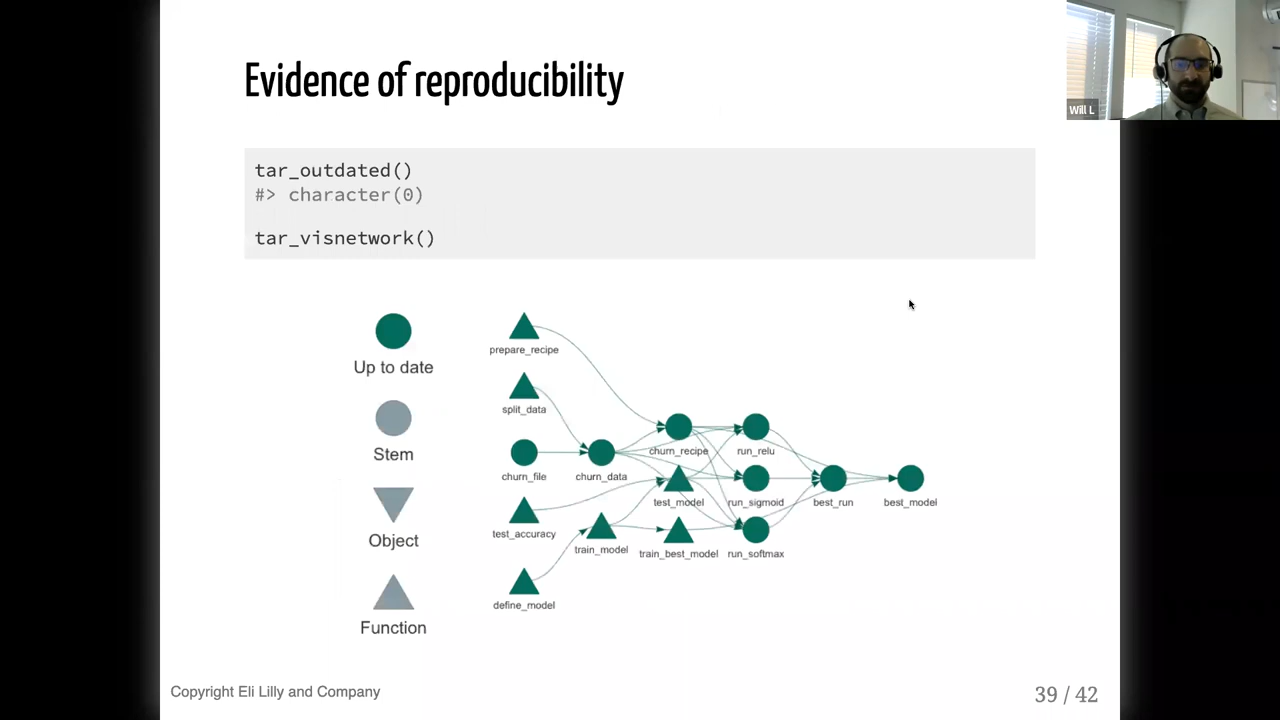 Evidence of reproducibility
Will L
tar_outdated()
#> character(0)
tar_visnetwork()
Up to date
Stem
Object
Function
prepare_recipe
split_data
churn_file
churn_data
churn_recipe
run_relu
test_model
run_sigmoid
best_run
best_model
test_accuracy
train_model
train_best_model
run_softmax
define_model
Copyright Eli Lilly and Company
39 / 42